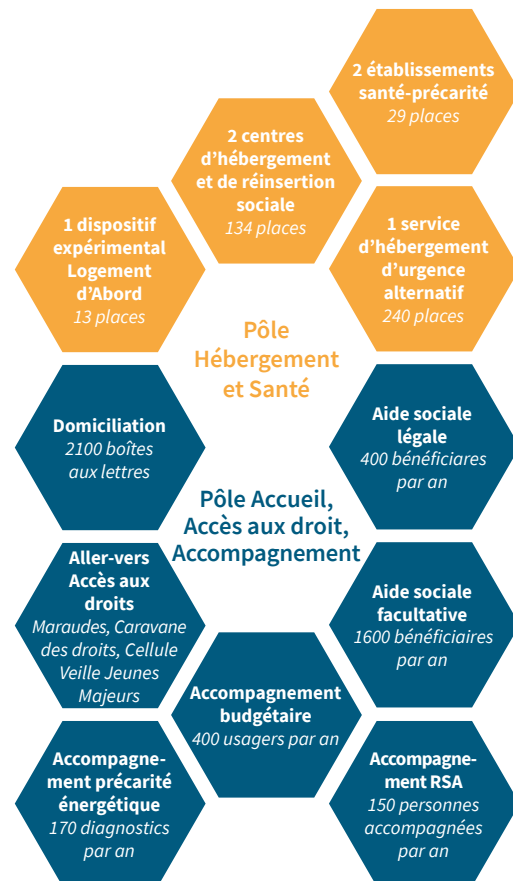 2 établissements
santé-précarité
29 places
2 centres
d'hébergement
et de réinsertion
sociale
134 places
1 dispositif
expérimental
Logement
d'Abord
13 places
1 service
d'hébergement
d'urgence
alternatif
240 places
Pôle
Hébergement
et Santé
Domiciliation
2100 boîtes
aux lettres
Aide sociale
légale
400 bénéficiares
par an
Pôle Accueil,
Accès aux droit,
Accompagnement
Aller-vers
Accès aux
droits
Maraudes, Caravane
des droits, Cellule
Veille Jeunes
Majeurs
Aide sociale
facultative
1600 bénéficiaires
par an
Accompagnement
budgétaire
400 usagers par an
Accompagne-
ment précarité
énergétique
170 diagnostics
par an
Accompagne-
ment RSA
150 personnes
accompagnées
par an